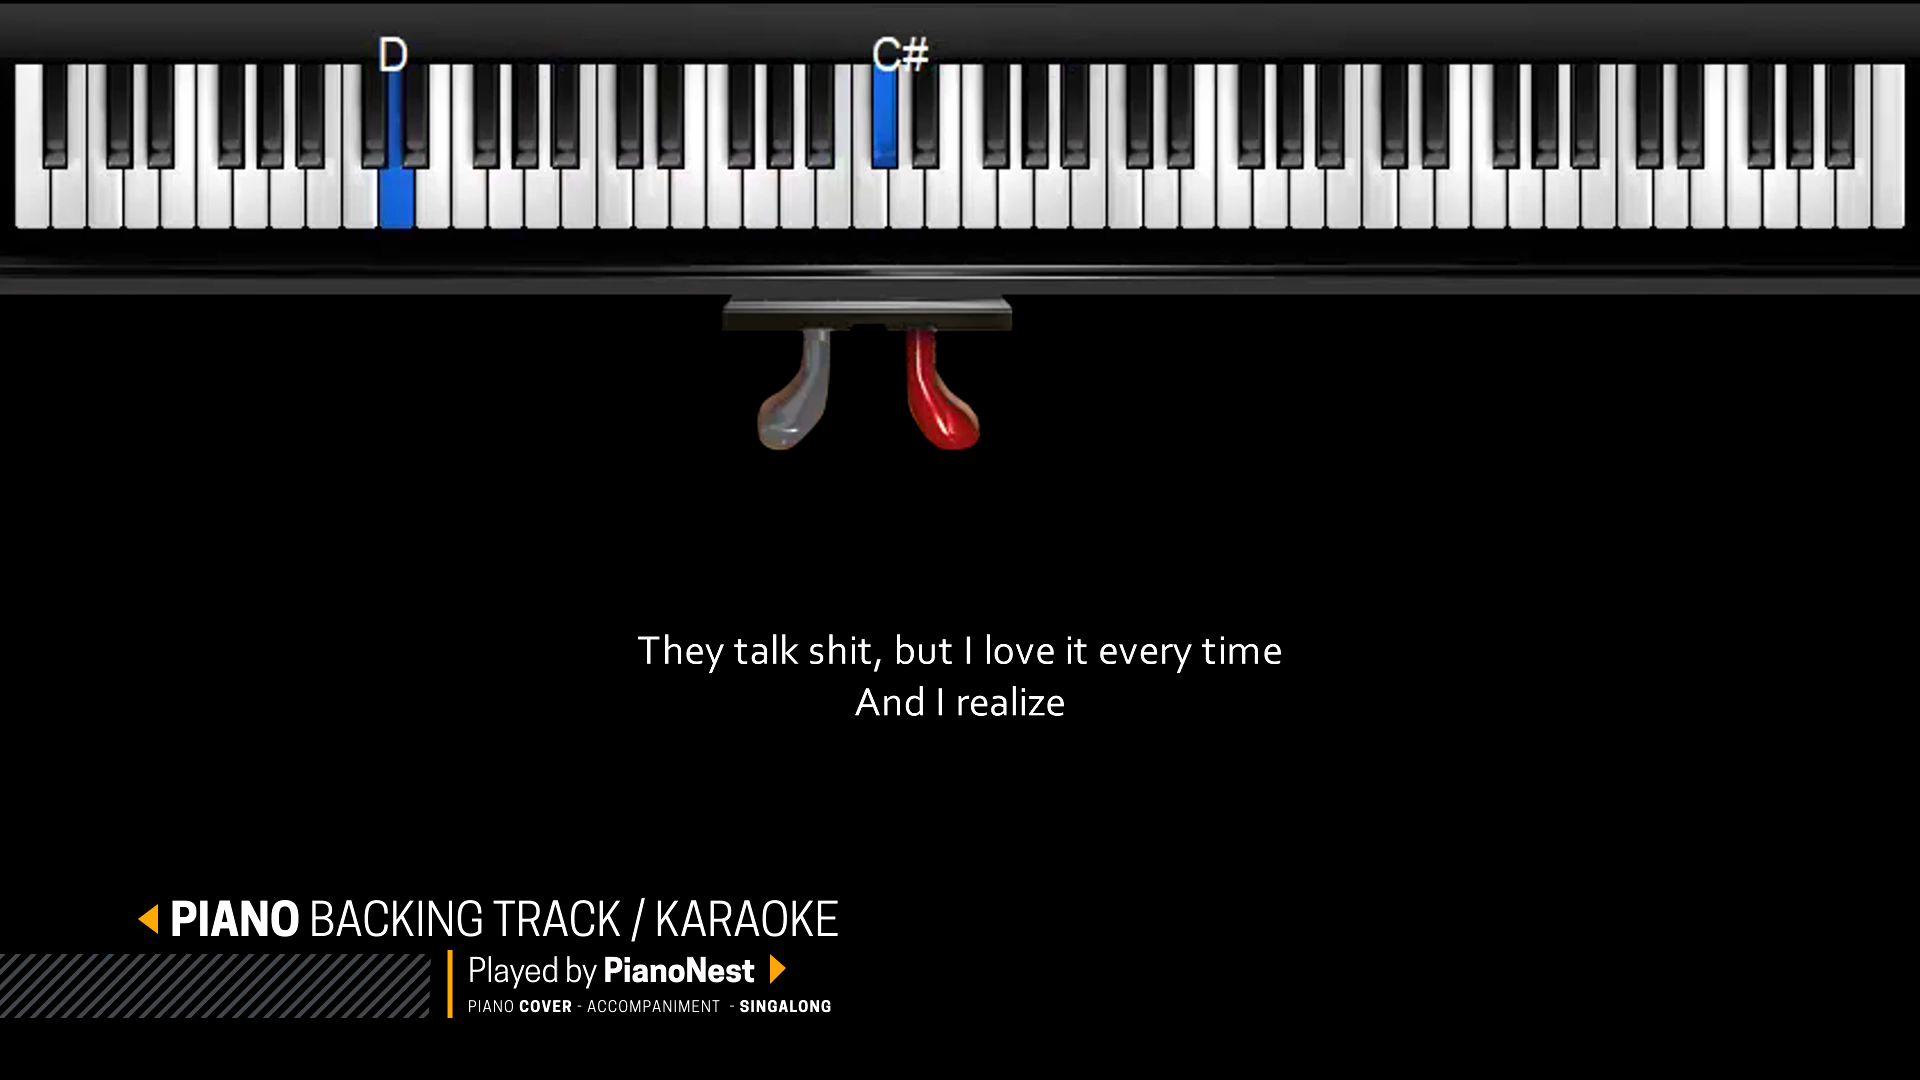 D C#
They talk shit, but I love it every time
And I realize
PIANO BACKING TRACK / KARAOKE
Played by PianoNest
PIANO COVER - ACCOMPANIMENT - SINGALONG